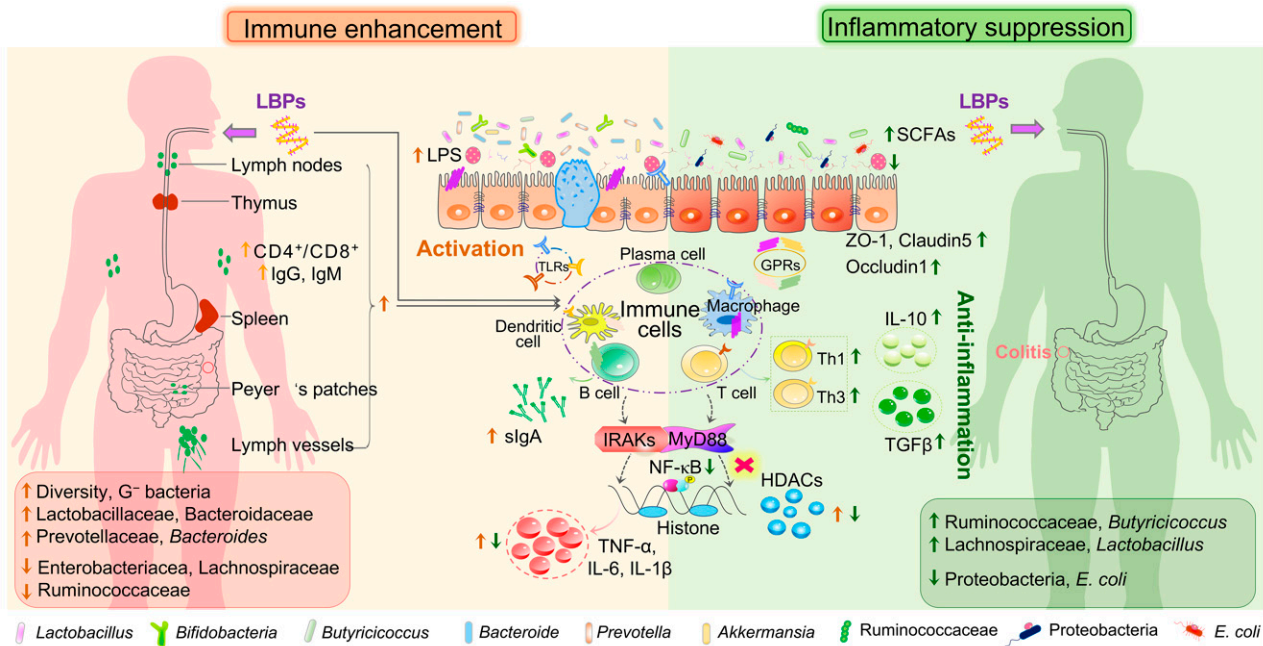 Immune enhancement
Inflammatory suppression
LBPs
Lymph nodes
Thymus
CD4⁺/CD8⁺
IgG, IgM
Spleen
Peyer 's patches
Lymph vessels
Diversity, G⁻ bacteria
Lactobacillaceae, Bacteroidaceae
Prevotellaceae, Bacteroides
Enterobacteriacea, Lachnospiraceae
Ruminococcaceae
LPS
Activation
TLRs
Plasma cell
GPRs
Immune
cells
Macrophage
Dendritic
cell
B cell
T cell
sIgA
IRAKs
MyD88
NF-κB
P
HDACs
Histone
TNF-α,
IL-6, IL-1β
SCFAs
LBPs
ZO-1, Claudin5
Occludin1
Th1
Th3
IL-10
TGFβ
Anti-inflammation
Colitis
Ruminococcaceae, Butyricicoccus
Lachnospiraceae, Lactobacillus
Proteobacteria, E. coli
Lactobacillus
Bifidobacteria
Butyricicoccus
Bacteroide
Prevotella
Akkermansia
Ruminococcaceae
Proteobacteria
E. coli